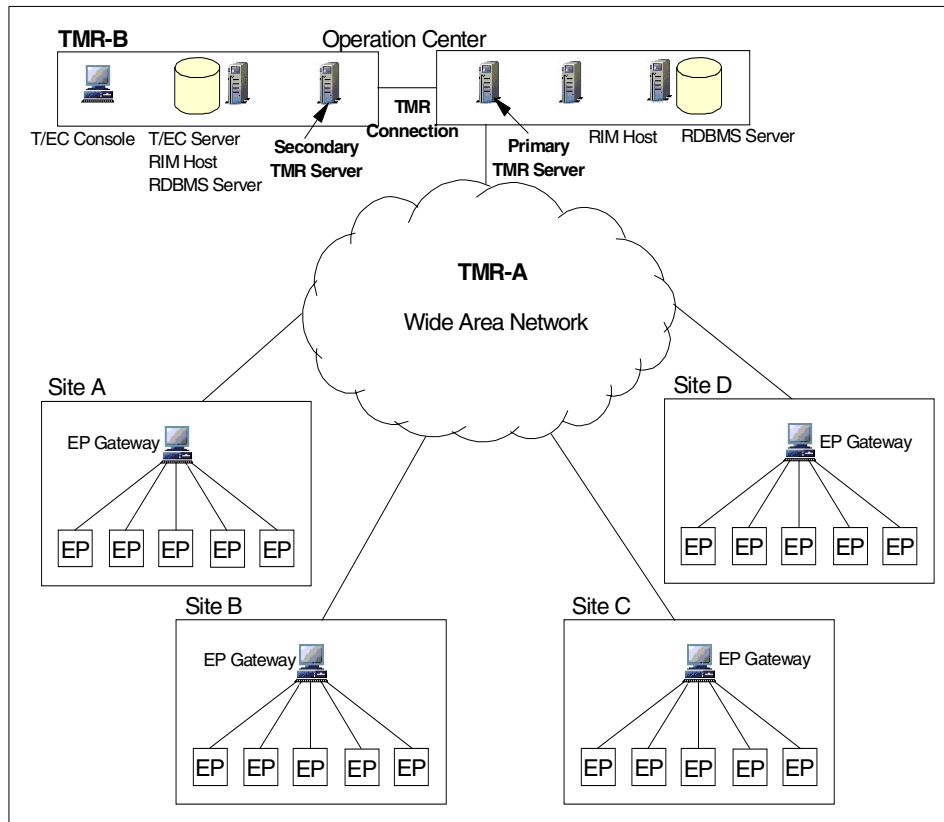 TMR-B
Operation Center
T/EC Console
T/EC Server
RIM Host
RDBMS Server
Secondary
TMR Server
TMR
Connection
Primary
TMR Server
RIM Host
RDBMS Server
TMR-A
Wide Area Network
Site A
EP Gateway
EP EP EP EP EP
Site D
EP Gateway
EP EP EP EP EP
Site B
EP Gateway
EP EP EP EP EP
Site C
EP Gateway
EP EP EP EP EP